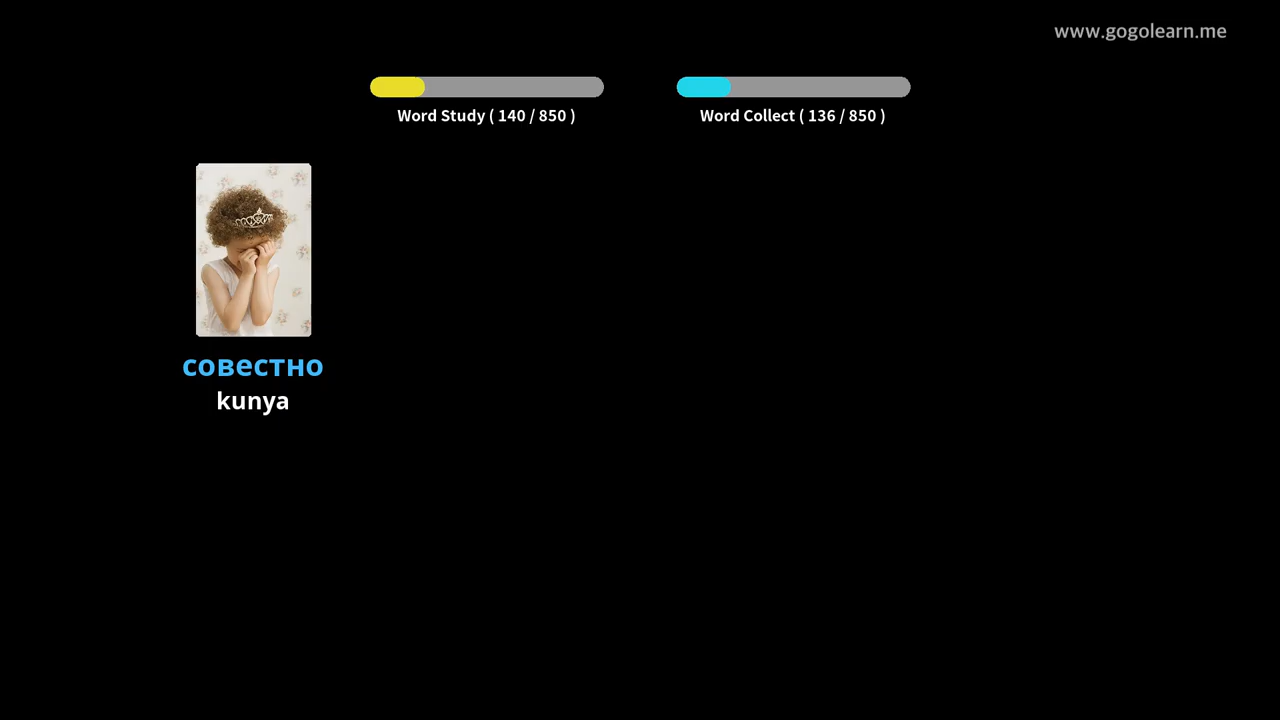 www.gogolearn.me
Word Study ( 140 / 850 )
Word Collect ( 136 / 850 )
совестно
kunya